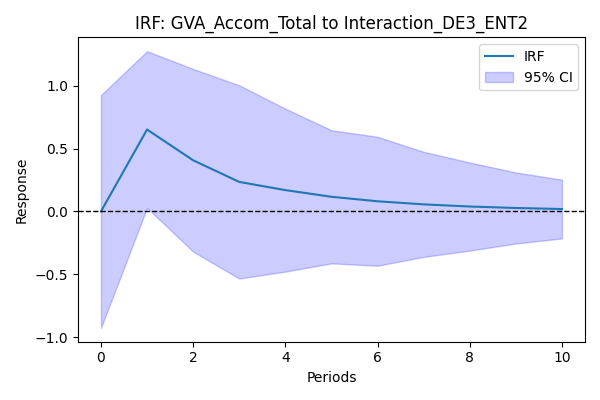 IRF: GVA_Accom_Total to Interaction_DE3_ENT2
IRF
95% CI
1.0
0.5
0.0
−0.5
−1.0
Response
0 2 4 6 8 10
Periods